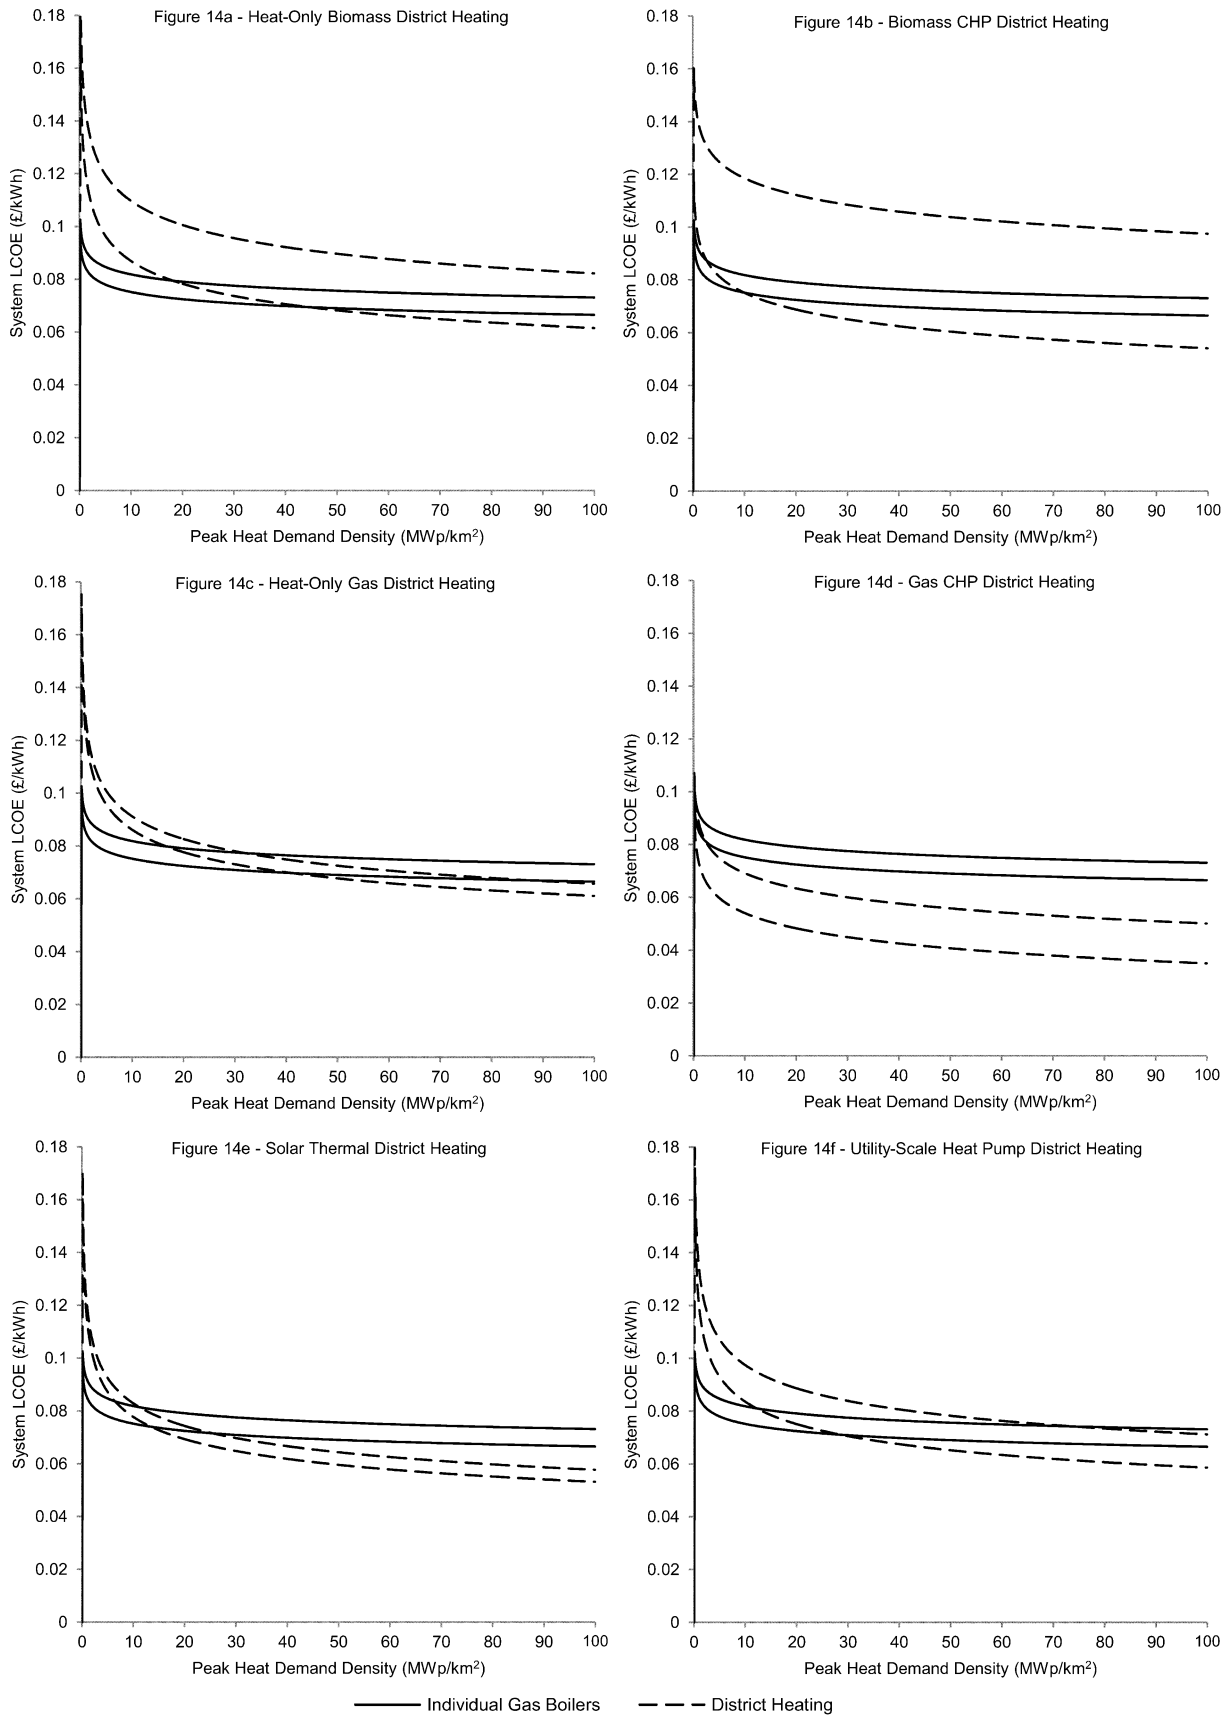 Figure 14a - Heat-Only Biomass District Heating
0.18
0.16
0.14
0.12
0.1
0.08
0.06
0.04
0.02
0
System LCOE (£/kWh)
0 10 20 30 40 50 60 70 80 90 100
Peak Heat Demand Density (MWp/km²)
Figure 14b - Biomass CHP District Heating
0.18
0.16
0.14
0.12
0.1
0.08
0.06
0.04
0.02
0
System LCOE (£/kWh)
0 10 20 30 40 50 60 70 80 90 100
Peak Heat Demand Density (MWp/km²)
Figure 14c - Heat-Only Gas District Heating
0.18
0.16
0.14
0.12
0.1
0.08
0.06
0.04
0.02
0
System LCOE (£/kWh)
0 10 20 30 40 50 60 70 80 90 100
Peak Heat Demand Density (MWp/km²)
Figure 14d - Gas CHP District Heating
0.18
0.16
0.14
0.12
0.1
0.08
0.06
0.04
0.02
0
System LCOE (£/kWh)
0 10 20 30 40 50 60 70 80 90 100
Peak Heat Demand Density (MWp/km²)
Figure 14e - Solar Thermal District Heating
0.18
0.16
0.14
0.12
0.1
0.08
0.06
0.04
0.02
0
System LCOE (£/kWh)
0 10 20 30 40 50 60 70 80 90 100
Peak Heat Demand Density (MWp/km²)
Figure 14f - Utility-Scale Heat Pump District Heating
0.18
0.16
0.14
0.12
0.1
0.08
0.06
0.04
0.02
0
System LCOE (£/kWh)
0 10 20 30 40 50 60 70 80 90 100
Peak Heat Demand Density (MWp/km²)
Individual Gas Boilers District Heating